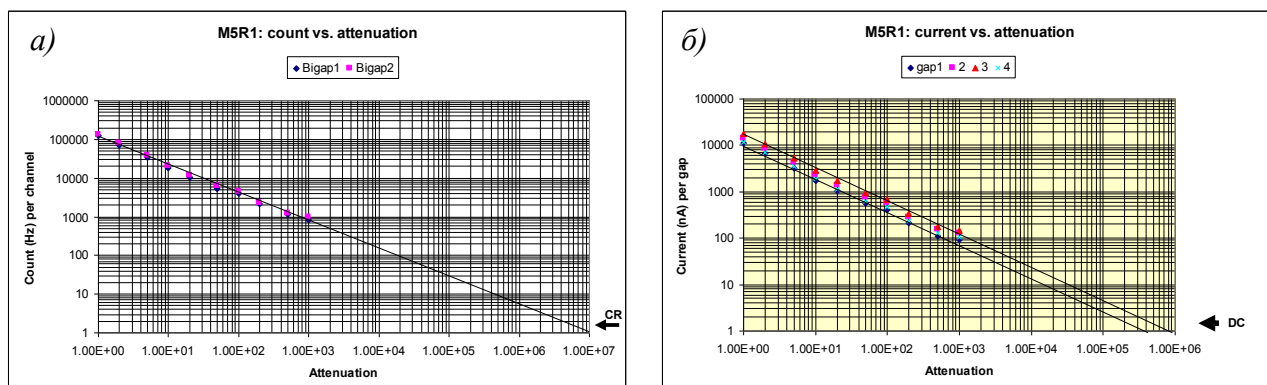 а)
M5R1: count vs. attenuation
Bigap1 Bigap2
Count (Hz) per channel
1000000
100000
10000
1000
100
10
1
1.00E+00 1.00E+01 1.00E+02 1.00E+03 1.00E+04 1.00E+05 1.00E+06 1.00E+07
Attenuation
CR
б)
M5R1: current vs. attenuation
gap1 2 3 4
Current (nA) per gap
100000
10000
1000
100
10
1
1.00E+00 1.00E+01 1.00E+02 1.00E+03 1.00E+04 1.00E+05 1.00E+06
Attenuation
DC